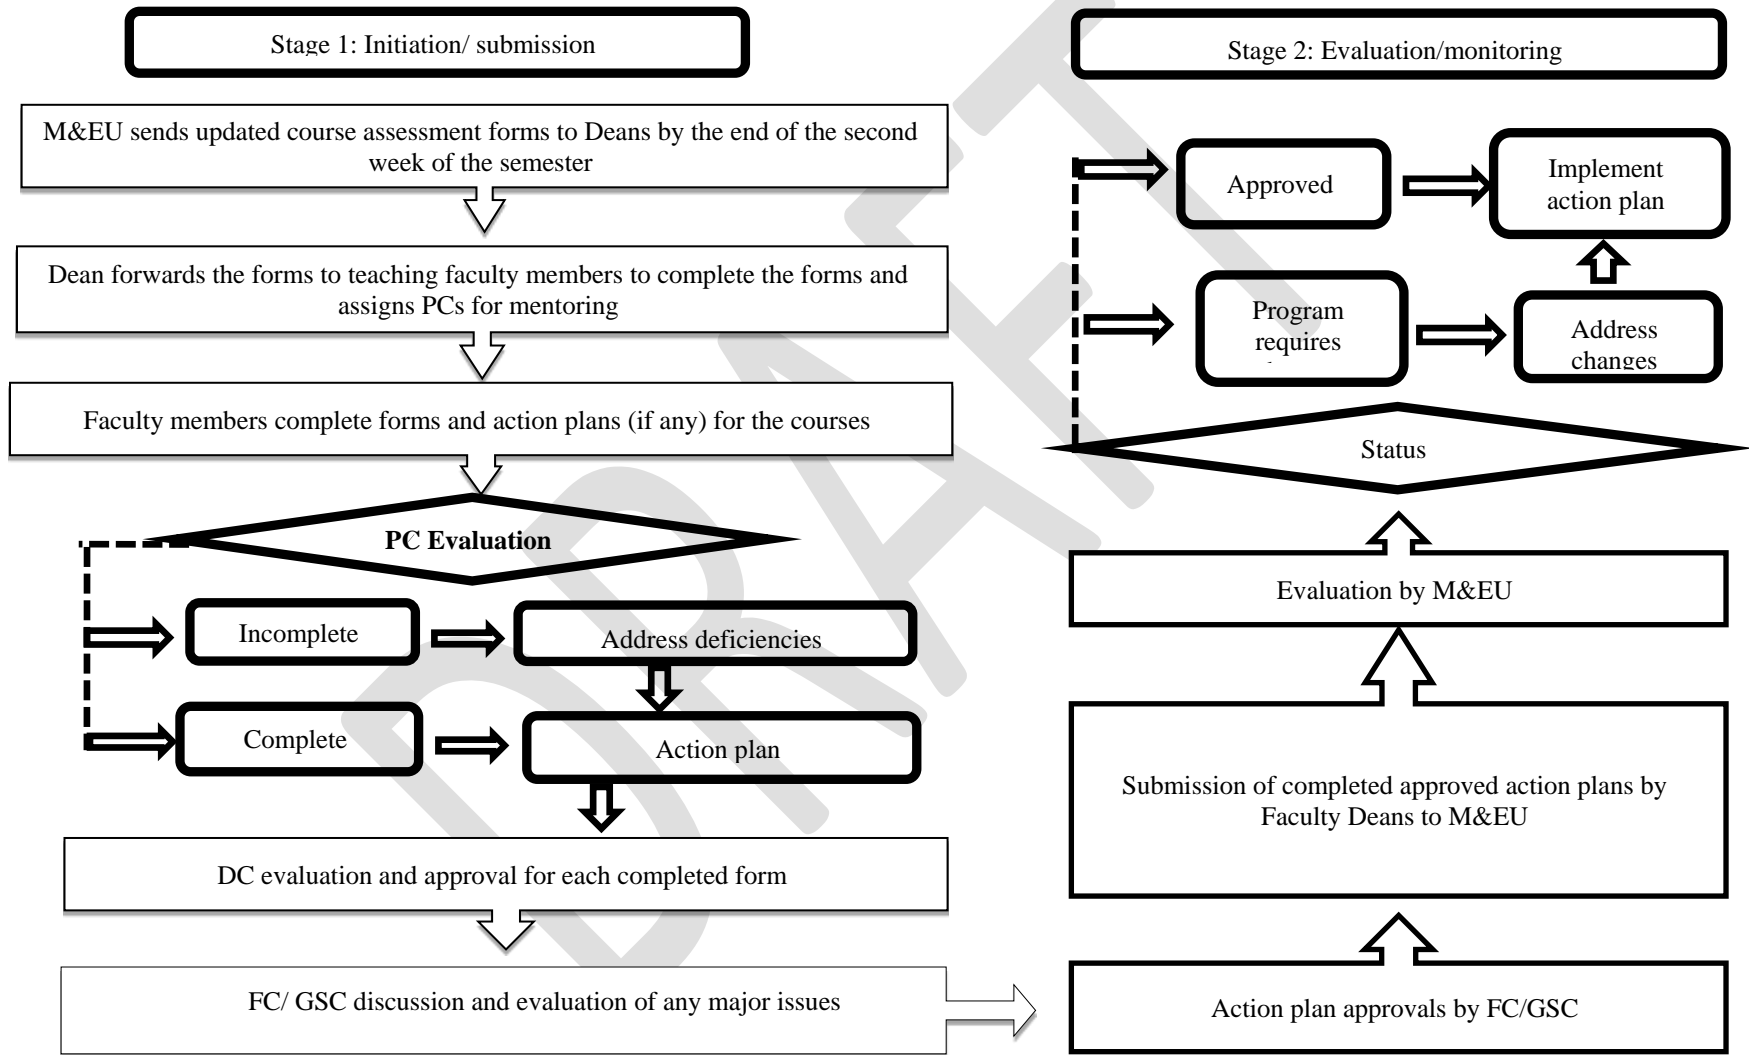 Stage 1: Initiation/ submission
M&EU sends updated course assessment forms to Deans by the end of the second
week of the semester
Dean forwards the forms to teaching faculty members to complete the forms and
assigns PCs for mentoring
Faculty members complete forms and action plans (if any) for the courses
PC Evaluation
Incomplete
Address deficiencies
Complete
Action plan
DC evaluation and approval for each completed form
FC/ GSC discussion and evaluation of any major issues
Stage 2: Evaluation/monitoring
Approved
Implement
action plan
Program
requires
Address
changes
Status
Evaluation by M&EU
Submission of completed approved action plans by
Faculty Deans to M&EU
Action plan approvals by FC/GSC
DRAFT